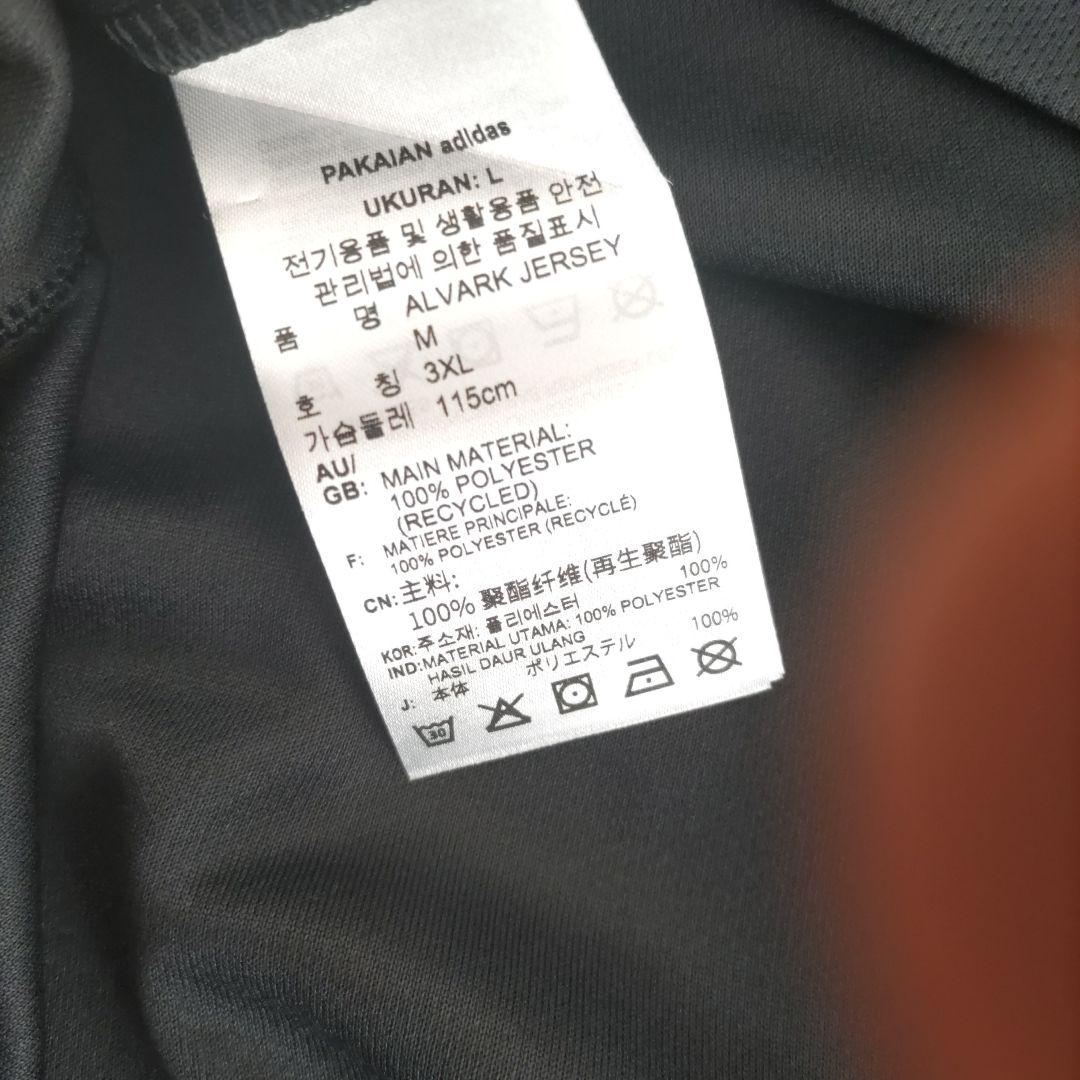 PAKAIAN adidas
UKURAN: L
전기용품 및 생활용품 안전
관리법에 의한 품질표시
품 명 ALVARK JERSEY
M
호 칭 3XL
가슴둘레 115cm
AU/
GB: MAIN MATERIAL:
100% POLYESTER
(RECYCLED)
F: MATIERE PRINCIPALE:
100% POLYESTER (RECYCLÉ)
CN: 主料:
100% 聚酯纤维(再生聚酯)
100%
KOR: 주소재: 폴리에스터
IND: MATERIAL UTAMA: 100% POLYESTER
HASIL DAUR ULANG
100%
J: 本体 ポリエステル
30